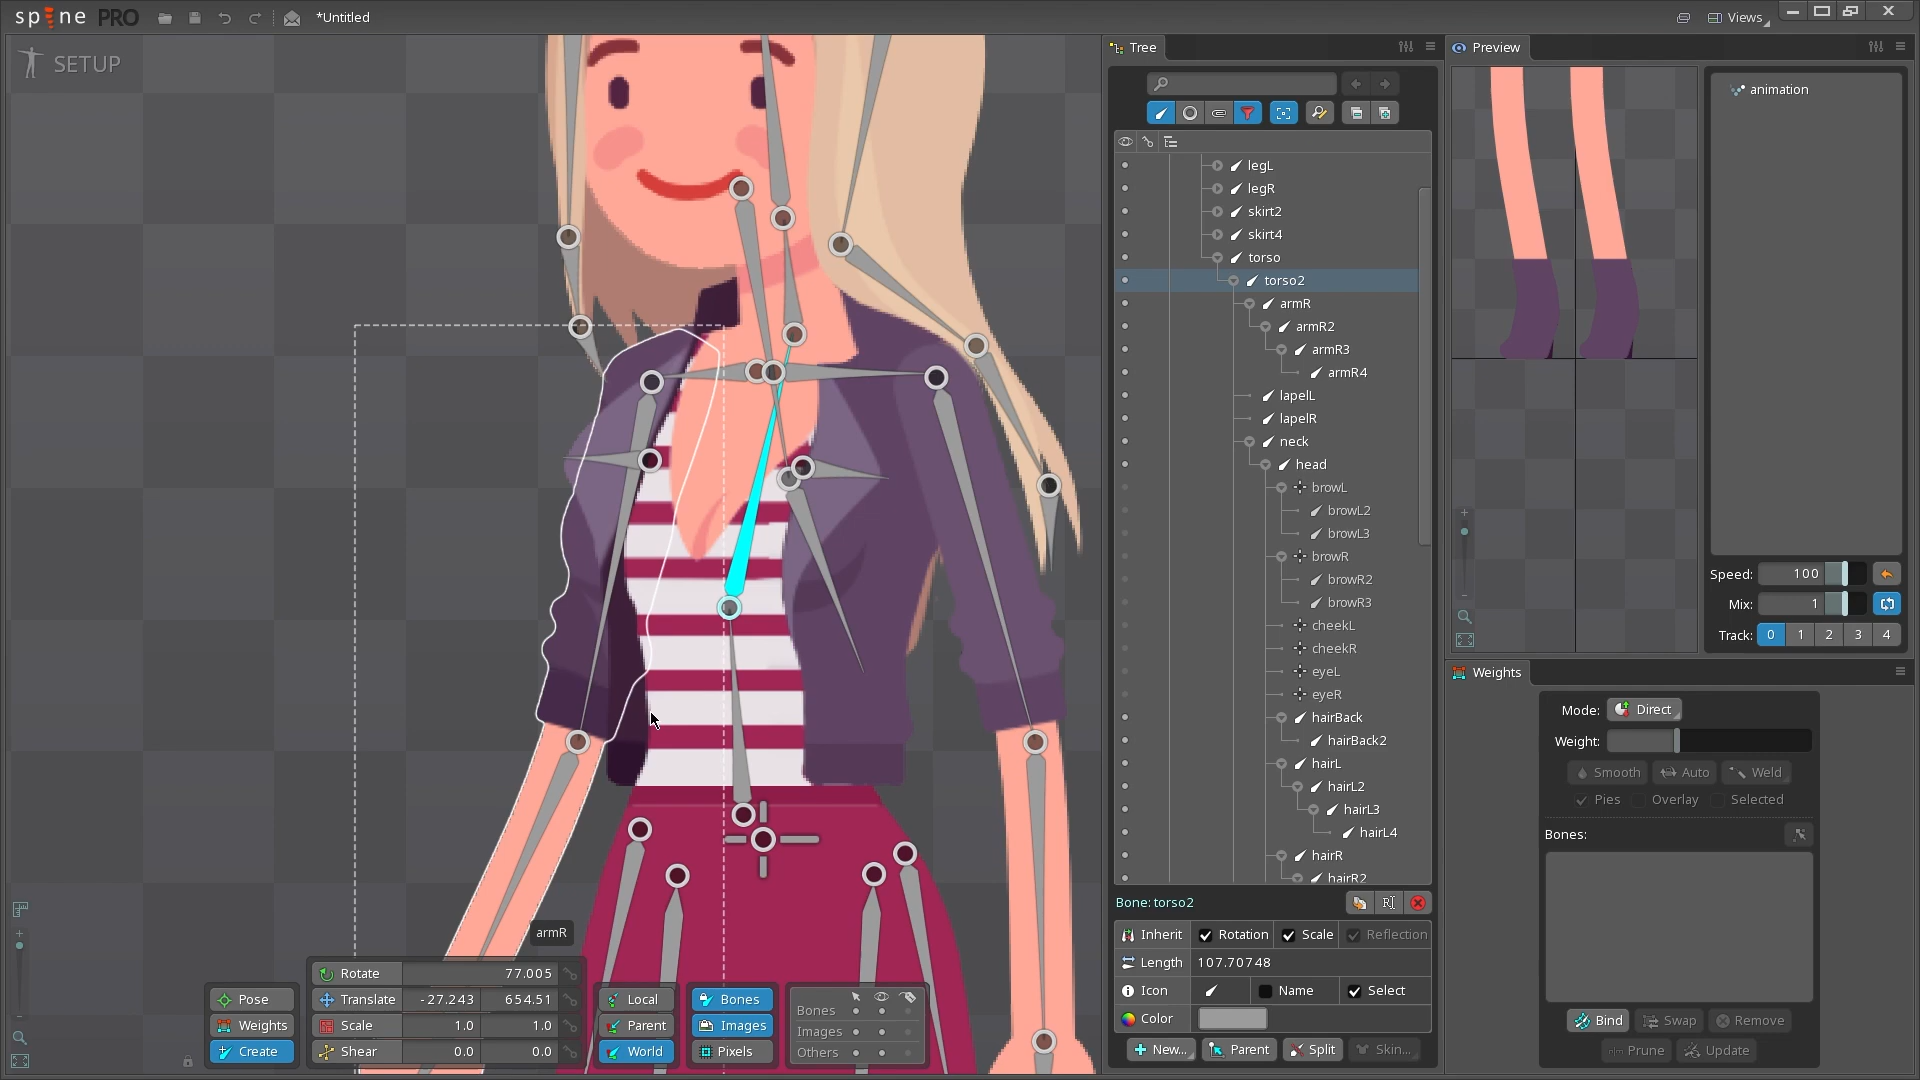 spine PRO
*Untitled
Views
SETUP
Tree
Preview
legL
legR
skirt2
skirt4
torso
torso2
armR
armR2
armR3
armR4
lapelL
lapelR
neck
head
browL
browL2
browL3
browR
browR2
browR3
cheekL
cheekR
eyeL
eyeR
hairBack
hairBack2
hairL
hairL2
hairL3
hairL4
hairR
hairR2
Bone: torso2
Inherit Rotation Scale Reflection
Length 107.70748
Icon Name Select
Color
New... Parent Split Skin...
animation
Speed: 100
Mix: 1
Track: 0 1 2 3 4
Weights
Mode: Direct
Weight:
Smooth Auto Weld
Pies Overlay Selected
Bones:
Bind Swap Remove
Prune Update
armR
Pose
Weights
Create
Rotate 77.005
Translate -27.243 654.51
Scale 1.0 1.0
Shear 0.0 0.0
Local
Parent
World
Bones
Images
Pixels
Bones
Images
Others